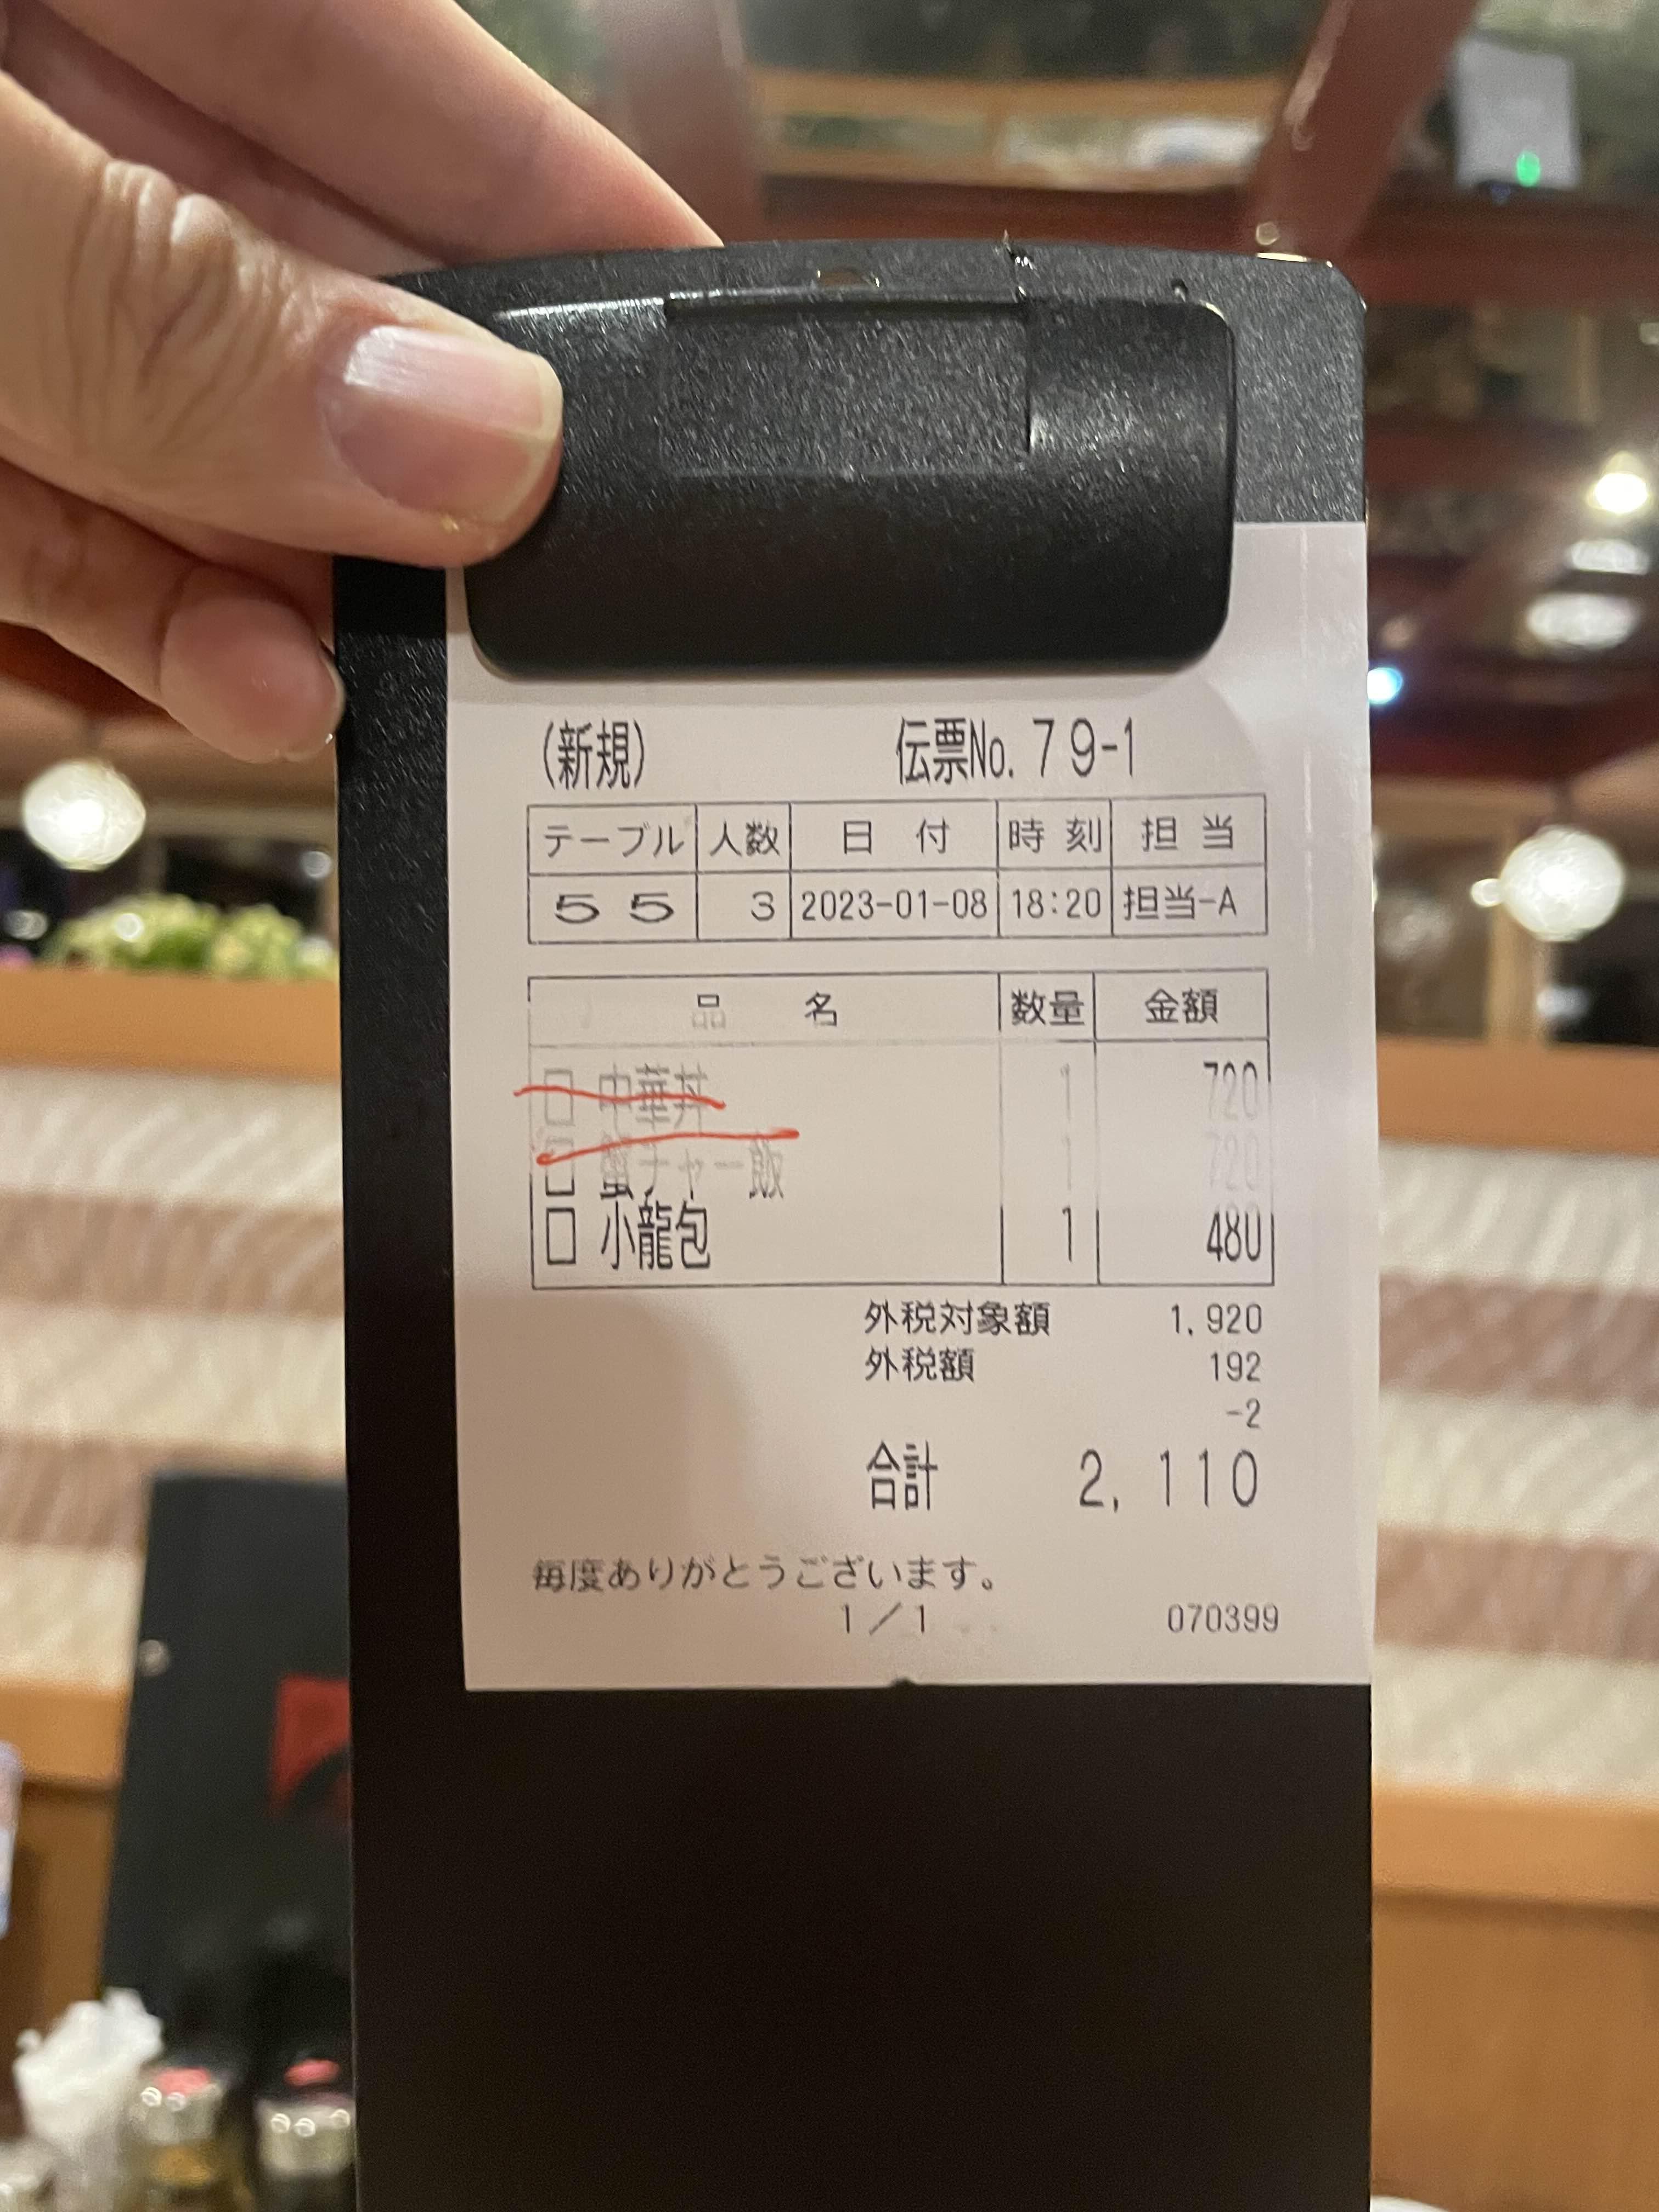 (新規) 伝票No. 79-1
テーブル 人数 日 付 時 刻 担 当
55 3 2023-01-08 18:20 担当-A
品 名 数量 金額
□ 中華丼 1 720
□ 蟹チャー飯 1 720
□ 小龍包 1 480
外税対象額 1,920
外税額 192
-2
合計 2,110
毎度ありがとうございます。
1/1 070399